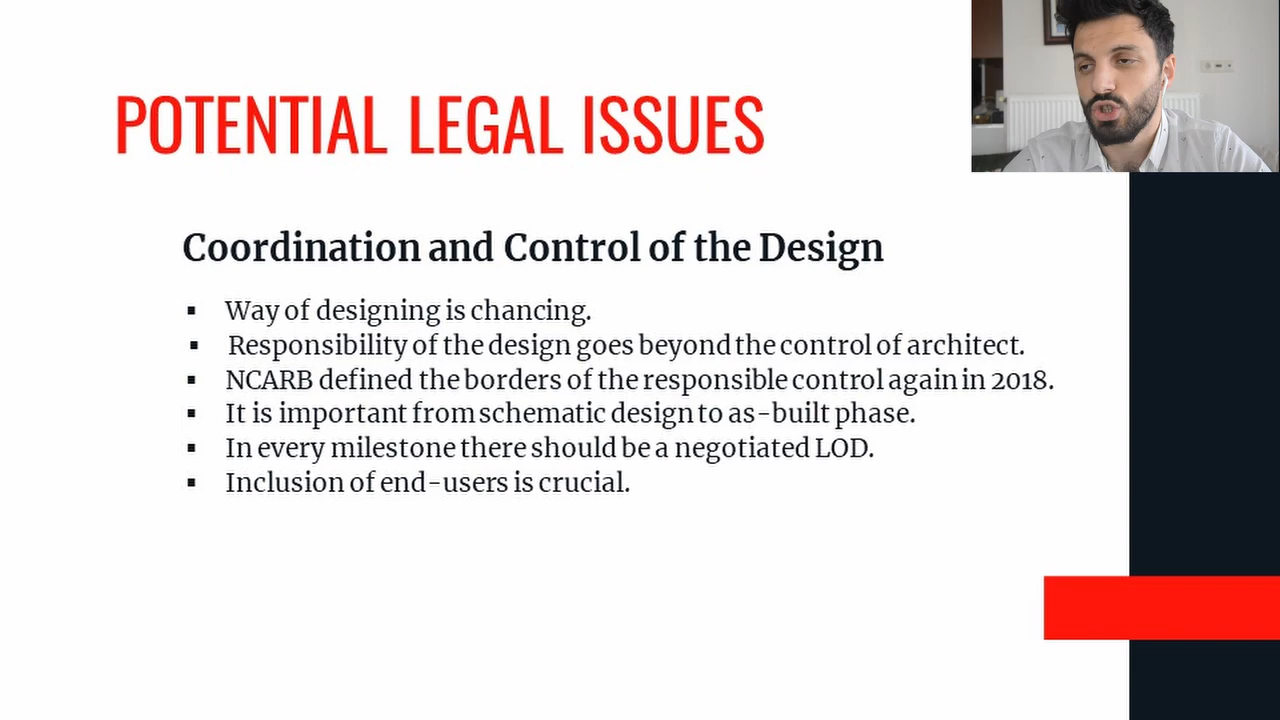 POTENTIAL LEGAL ISSUES
Coordination and Control of the Design
▪ Way of designing is chancing.
▪ Responsibility of the design goes beyond the control of architect.
▪ NCARB defined the borders of the responsible control again in 2018.
▪ It is important from schematic design to as-built phase.
▪ In every milestone there should be a negotiated LOD.
▪ Inclusion of end-users is crucial.